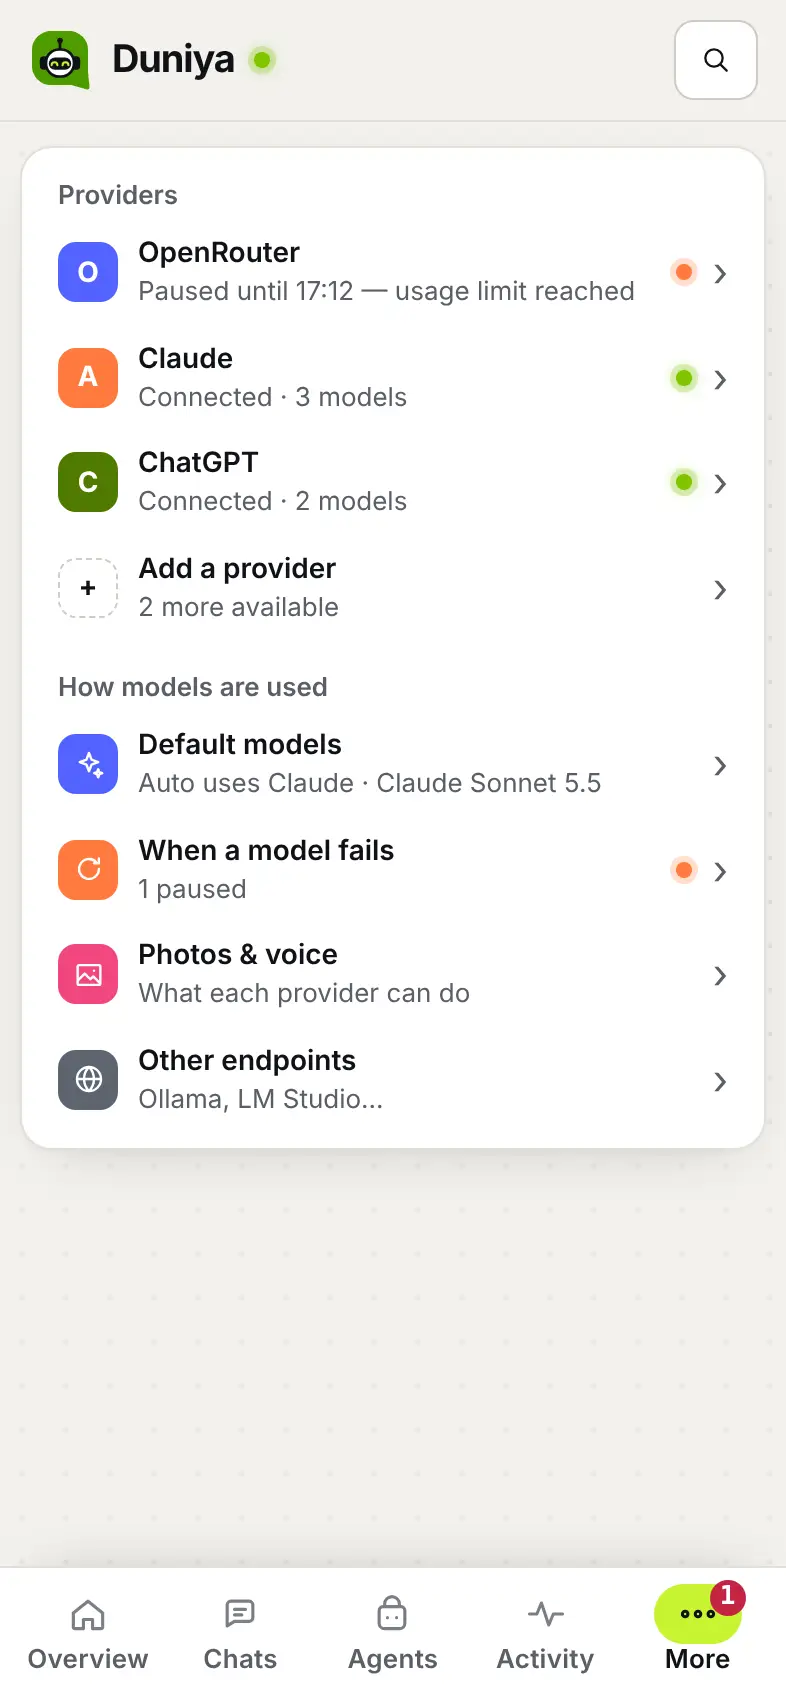 Duniya
Providers
O
OpenRouter
Paused until 17:12 — usage limit reached
A
Claude
Connected · 3 models
C
ChatGPT
Connected · 2 models
+
Add a provider
2 more available
How models are used
Default models
Auto uses Claude · Claude Sonnet 5.5
When a model fails
1 paused
Photos & voice
What each provider can do
Other endpoints
Ollama, LM Studio...
1
Overview Chats Agents Activity More